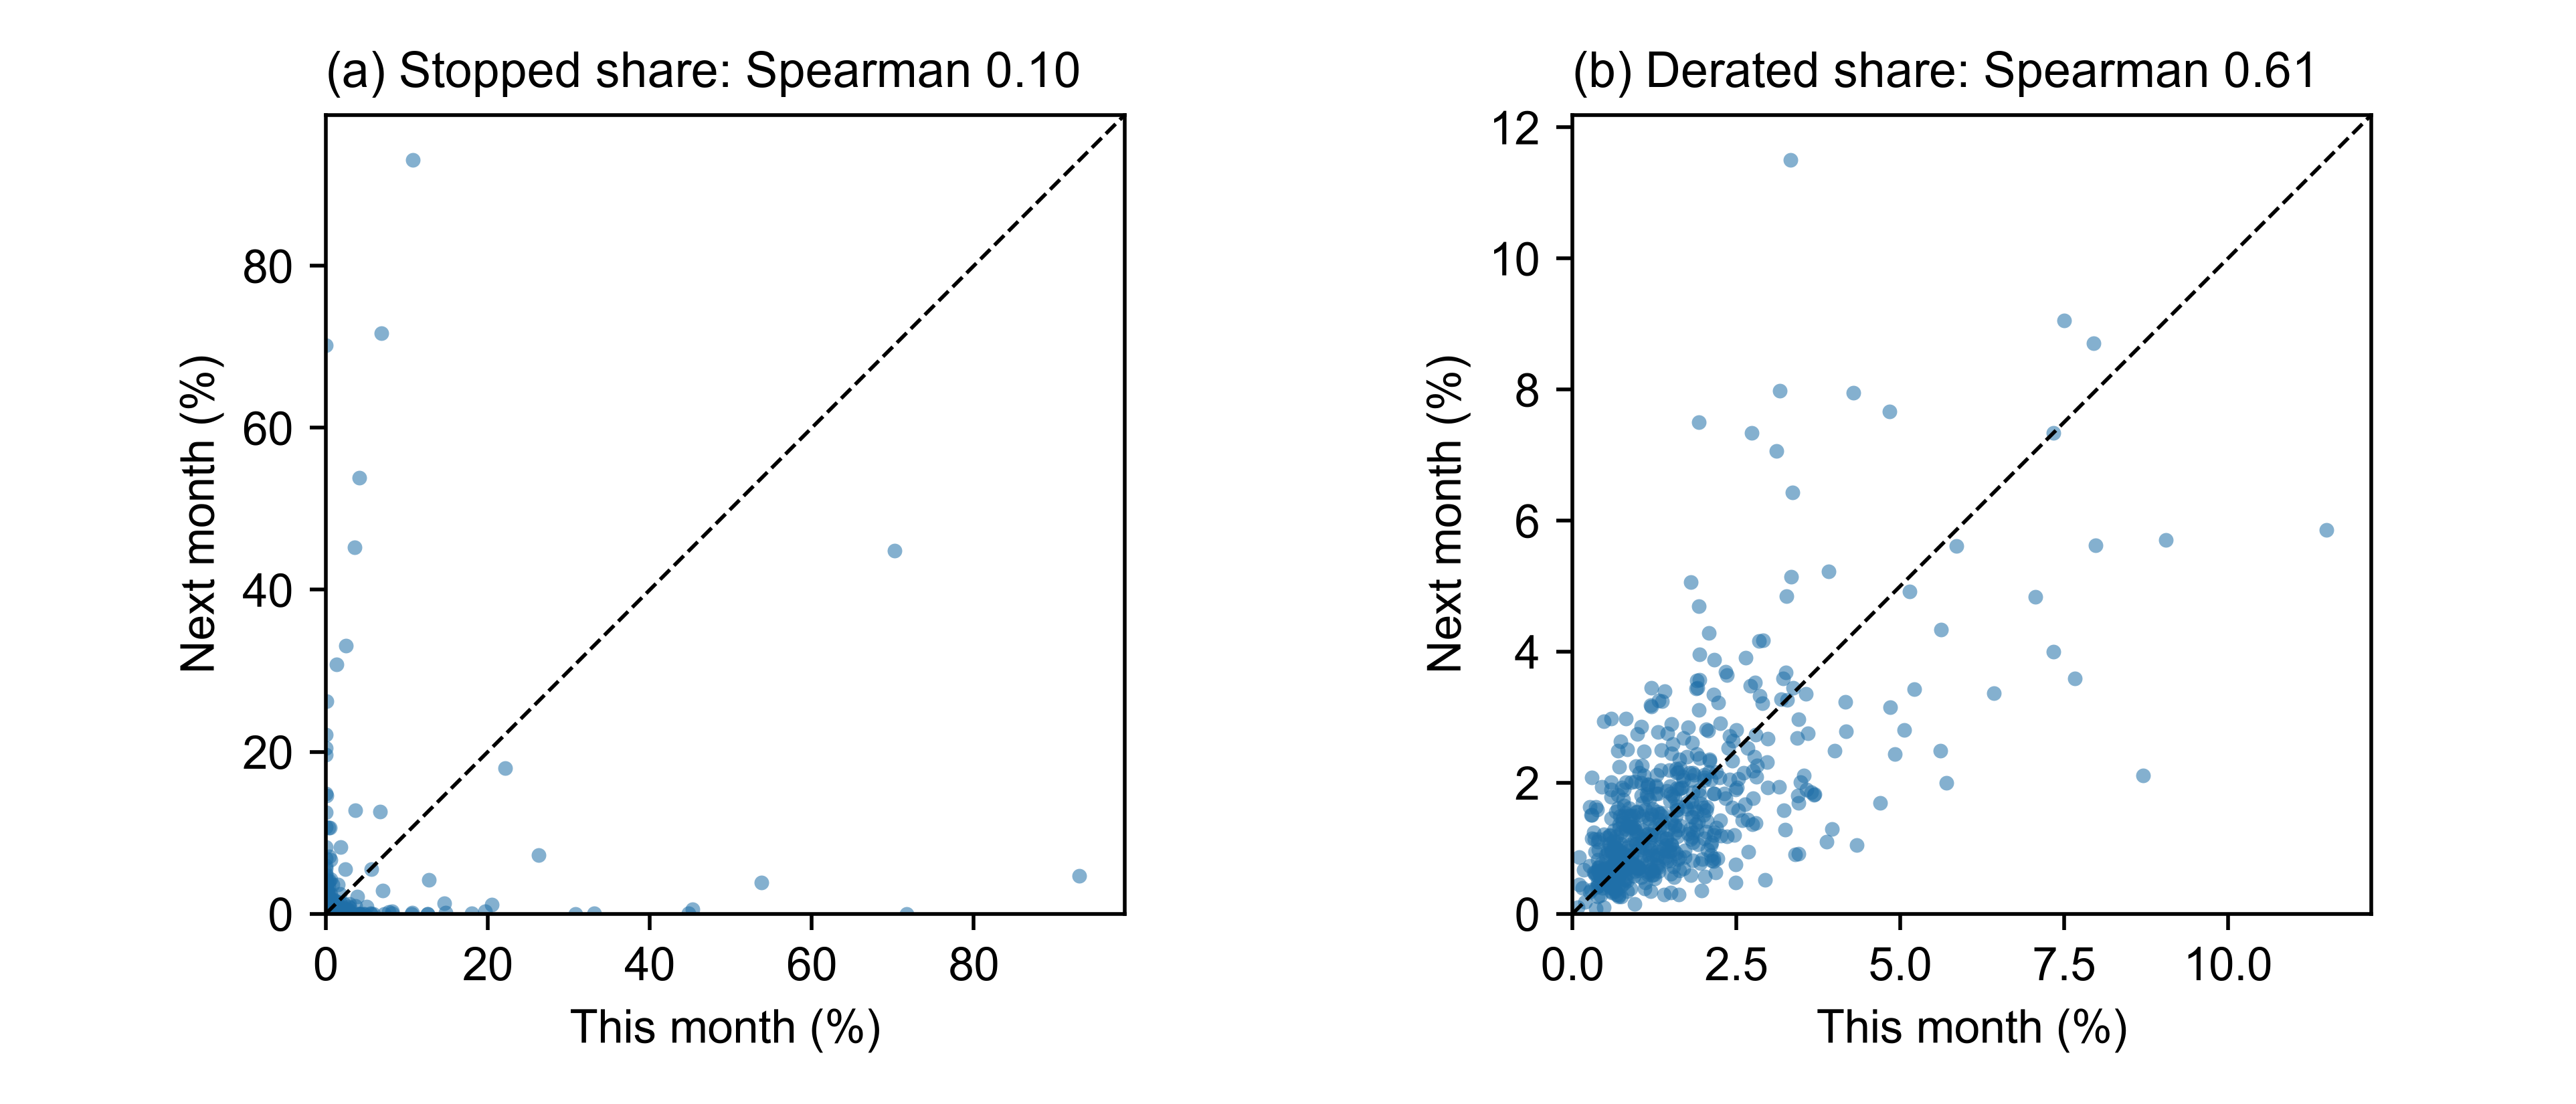 (a) Stopped share: Spearman 0.10
80
60
40
20
0
0 20 40 60 80
Next month (%)
This month (%)
(b) Derated share: Spearman 0.61
12
10
8
6
4
2
0
0.0 2.5 5.0 7.5 10.0
Next month (%)
This month (%)